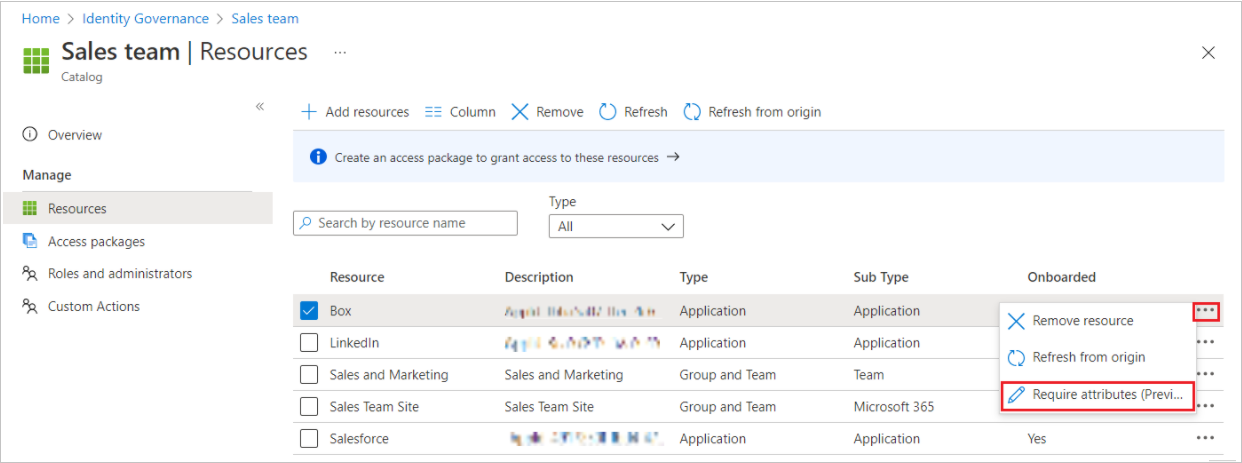 Home > Identity Governance > Sales team
Sales team | Resources ...
Catalog
«
Overview
Manage
Resources
Access packages
Roles and administrators
Custom Actions
Add resources Column Remove Refresh Refresh from origin
Create an access package to grant access to these resources →
Search by resource name
Type
All
Resource Description Type Sub Type Onboarded
Box Application Application ...
LinkedIn Application Application ...
Sales and Marketing Sales and Marketing Group and Team Team ...
Sales Team Site Sales Team Site Group and Team Microsoft 365 ...
Salesforce Application Application Yes ...
Remove resource
Refresh from origin
Require attributes (Previ...